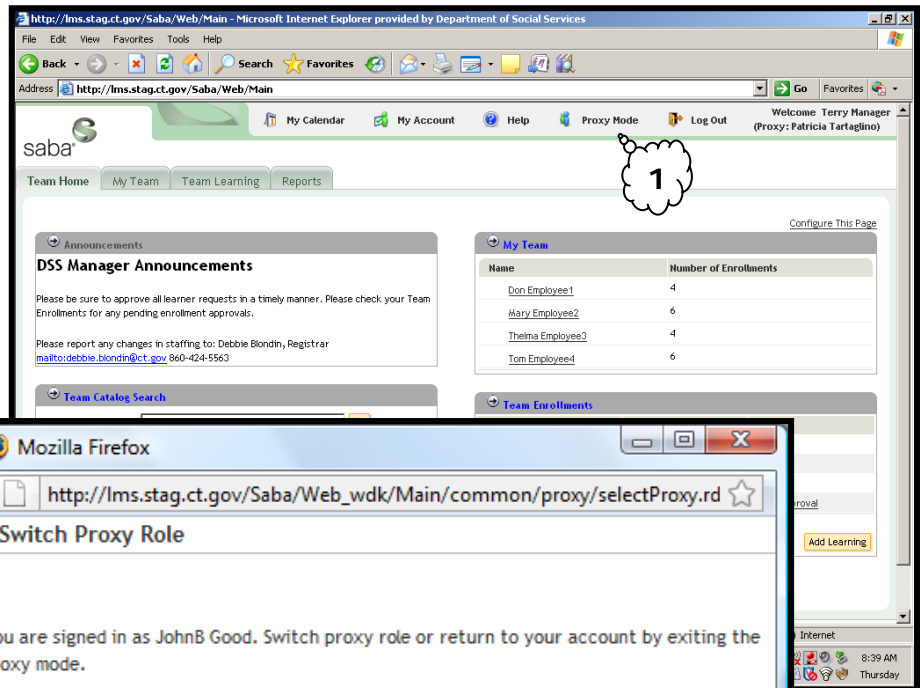 http://lms.stag.ct.gov/Saba/Web/Main - Microsoft Internet Explorer provided by Department of Social Services
File Edit View Favorites Tools Help
Back Search Favorites
Address http://lms.stag.ct.gov/Saba/Web/Main Go Favorites
saba
My Calendar My Account Help Proxy Mode Log Out
Welcome Terry Manager
(Proxy: Patricia Tartaglino)
1
Team Home My Team Team Learning Reports
Configure This Page
Announcements
DSS Manager Announcements
Please be sure to approve all learner requests in a timely manner. Please check your Team
Enrollments for any pending enrollment approvals.
Please report any changes in staffing to: Debbie Blondin, Registrar
mailto:debbie.blondin@ct.gov 860-424-5563
Team Catalog Search
My Team
Name Number of Enrollments
Don Employee1 4
Mary Employee2 6
Thelma Employee3 4
Tom Employee4 6
Team Enrollments
roval
Add Learning
Internet
8:39 AM
Thursday
Mozilla Firefox
http://lms.stag.ct.gov/Saba/Web_wdk/Main/common/proxy/selectProxy.rd
Switch Proxy Role
ou are signed in as JohnB Good. Switch proxy role or return to your account by exiting the
oxy mode.